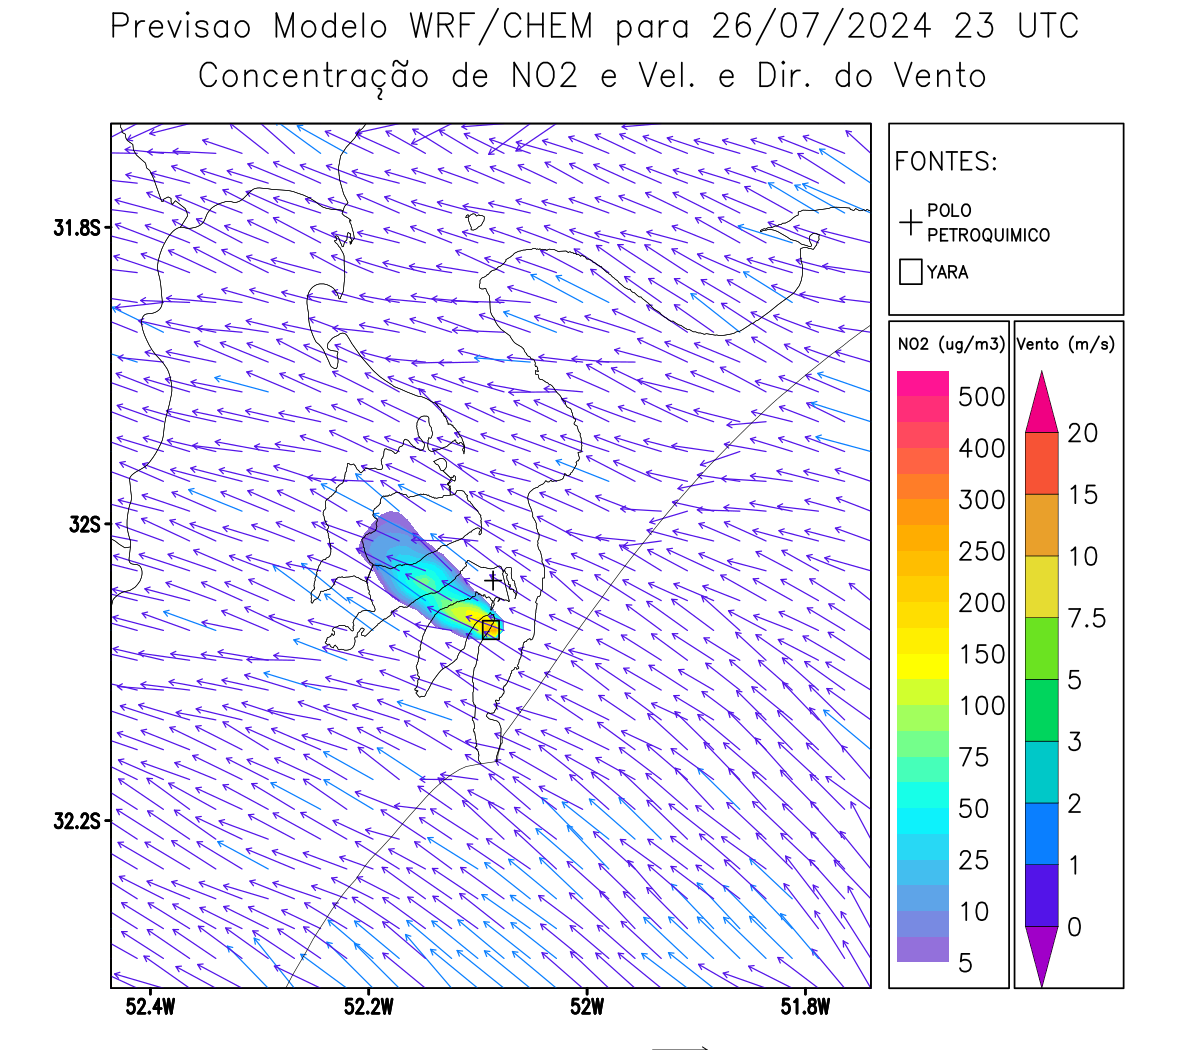 Previsao Modelo WRF/CHEM para 26/07/2024 23 UTC
Concentração de NO2 e Vel. e Dir. do Vento
FONTES:
POLO
PETROQUIMICO
YARA
31.8S
32S
32.2S
52.4W
52.2W
52W
51.8W
NO2 (ug/m3)
500
400
300
250
200
150
100
75
50
25
10
5
Vento (m/s)
20
15
10
7.5
5
3
2
1
0